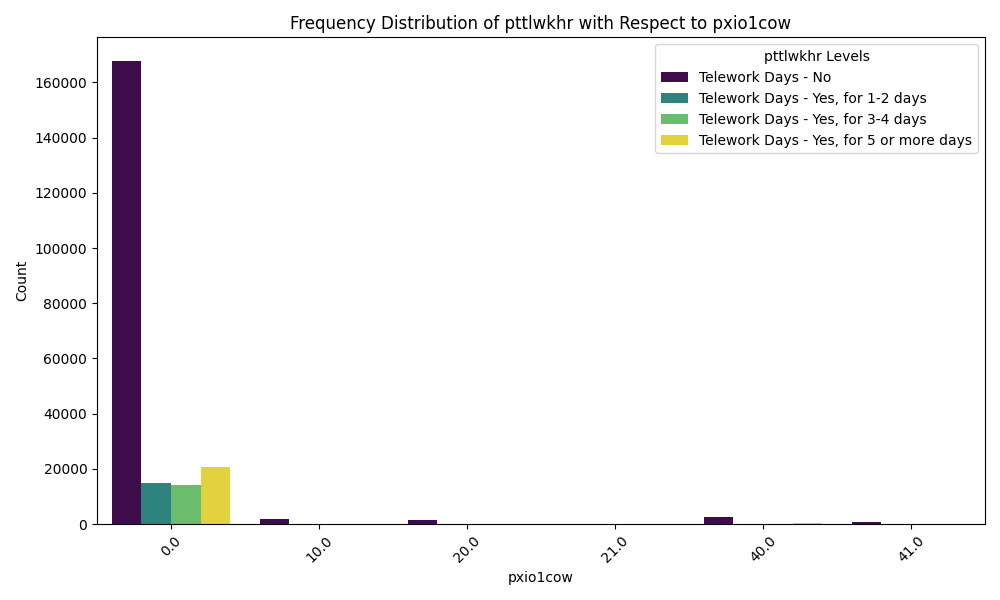 Frequency Distribution of pttlwkhr with Respect to pxio1cow
pttlwkhr Levels
Telework Days - No
Telework Days - Yes, for 1-2 days
Telework Days - Yes, for 3-4 days
Telework Days - Yes, for 5 or more days
160000
140000
120000
100000
80000
60000
40000
20000
0
Count
0.0
10.0
20.0
21.0
40.0
41.0
pxio1cow